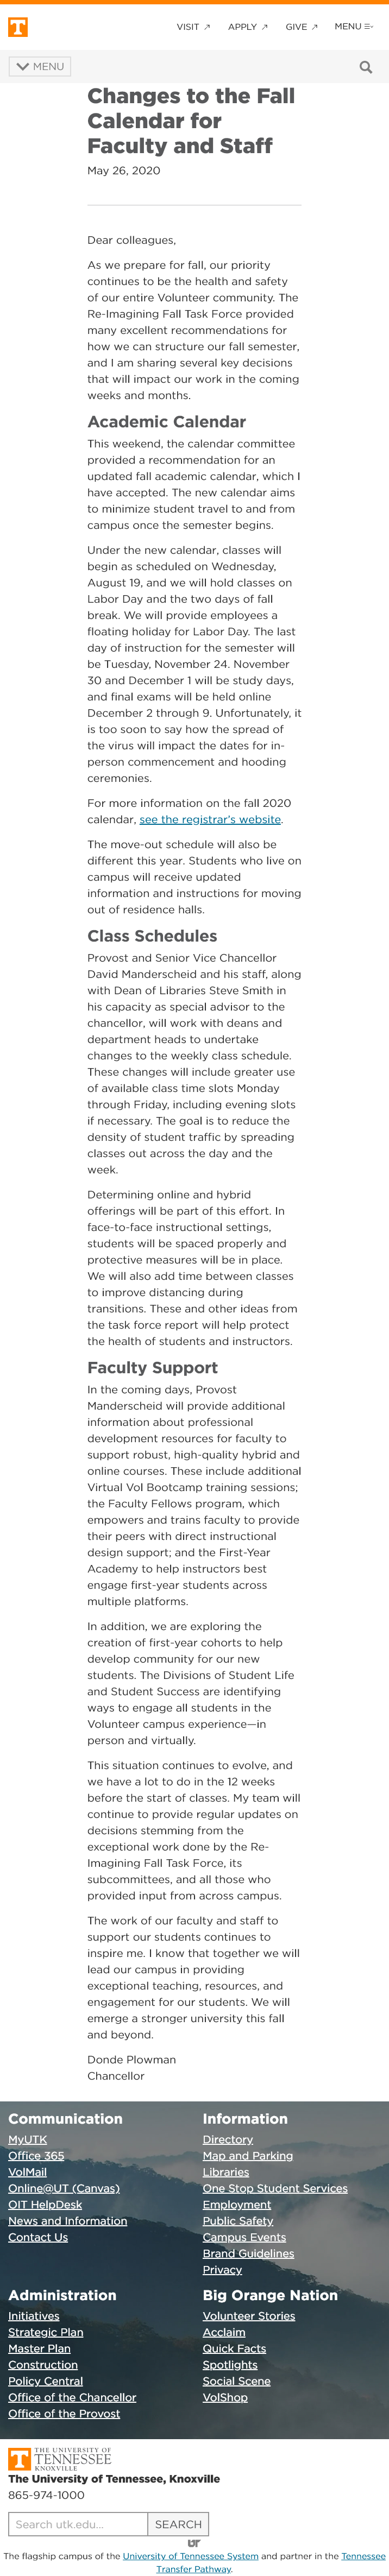 T
VISIT ↗ APPLY ↗ GIVE ↗ MENU
MENU
Changes to the Fall
Calendar for
Faculty and Staff
May 26, 2020
Dear colleagues,
As we prepare for fall, our priority
continues to be the health and safety
of our entire Volunteer community. The
Re-Imagining Fall Task Force provided
many excellent recommendations for
how we can structure our fall semester,
and I am sharing several key decisions
that will impact our work in the coming
weeks and months.
Academic Calendar
This weekend, the calendar committee
provided a recommendation for an
updated fall academic calendar, which I
have accepted. The new calendar aims
to minimize student travel to and from
campus once the semester begins.
Under the new calendar, classes will
begin as scheduled on Wednesday,
August 19, and we will hold classes on
Labor Day and the two days of fall
break. We will provide employees a
floating holiday for Labor Day. The last
day of instruction for the semester will
be Tuesday, November 24. November
30 and December 1 will be study days,
and final exams will be held online
December 2 through 9. Unfortunately, it
is too soon to say how the spread of
the virus will impact the dates for in-
person commencement and hooding
ceremonies.
For more information on the fall 2020
calendar, see the registrar's website.
The move-out schedule will also be
different this year. Students who live on
campus will receive updated
information and instructions for moving
out of residence halls.
Class Schedules
Provost and Senior Vice Chancellor
David Manderscheid and his staff, along
with Dean of Libraries Steve Smith in
his capacity as special advisor to the
chancellor, will work with deans and
department heads to undertake
changes to the weekly class schedule.
These changes will include greater use
of available class time slots Monday
through Friday, including evening slots
if necessary. The goal is to reduce the
density of student traffic by spreading
classes out across the day and the
week.
Determining online and hybrid
offerings will be part of this effort. In
face-to-face instructional settings,
students will be spaced properly and
protective measures will be in place.
We will also add time between classes
to improve distancing during
transitions. These and other ideas from
the task force report will help protect
the health of students and instructors.
Faculty Support
In the coming days, Provost
Manderscheid will provide additional
information about professional
development resources for faculty to
support robust, high-quality hybrid and
online courses. These include additional
Virtual Vol Bootcamp training sessions;
the Faculty Fellows program, which
empowers and trains faculty to provide
their peers with direct instructional
design support; and the First-Year
Academy to help instructors best
engage first-year students across
multiple platforms.
In addition, we are exploring the
creation of first-year cohorts to help
develop community for our new
students. The Divisions of Student Life
and Student Success are identifying
ways to engage all students in the
Volunteer campus experience—in
person and virtually.
This situation continues to evolve, and
we have a lot to do in the 12 weeks
before the start of classes. My team will
continue to provide regular updates on
decisions stemming from the
exceptional work done by the Re-
Imagining Fall Task Force, its
subcommittees, and all those who
provided input from across campus.
The work of our faculty and staff to
support our students continues to
inspire me. I know that together we will
lead our campus in providing
exceptional teaching, resources, and
engagement for our students. We will
emerge a stronger university this fall
and beyond.
Donde Plowman
Chancellor
Communication
MyUTK
Office 365
VolMail
Online@UT (Canvas)
OIT HelpDesk
News and Information
Contact Us
Information
Directory
Map and Parking
Libraries
One Stop Student Services
Employment
Public Safety
Campus Events
Brand Guidelines
Privacy
Administration
Initiatives
Strategic Plan
Master Plan
Construction
Policy Central
Office of the Chancellor
Office of the Provost
Big Orange Nation
Volunteer Stories
Acclaim
Quick Facts
Spotlights
Social Scene
VolShop
T THE UNIVERSITY OF
TENNESSEE
KNOXVILLE
The University of Tennessee, Knoxville
865-974-1000
Search utk.edu... SEARCH
UT
The flagship campus of the University of Tennessee System and partner in the Tennessee
Transfer Pathway.